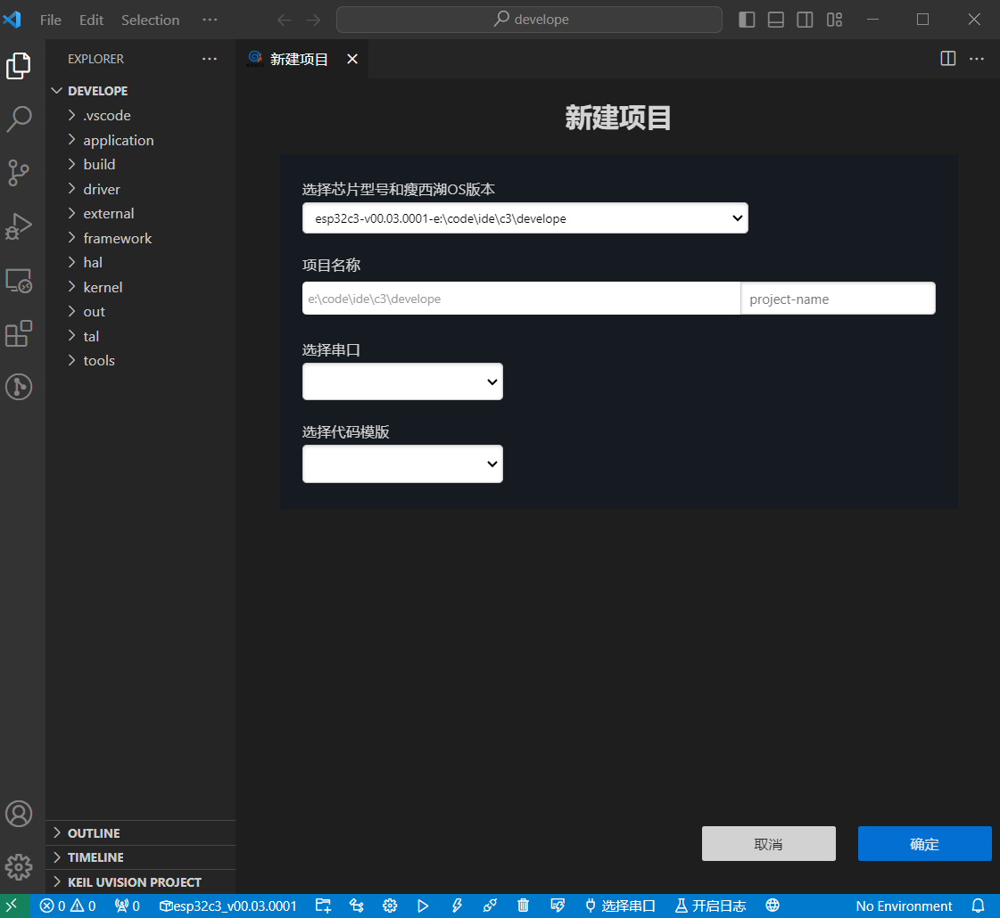 File Edit Selection ···
develope
EXPLORER ···
新建项目
DEVELOPE
.vscode
application
build
driver
external
framework
hal
kernel
out
tal
tools
新建项目
选择芯片型号和瘦西湖OS版本
esp32c3-v00.03.0001-e:\code\ide\c3\develope
项目名称
e:\code\ide\c3\develope project-name
选择串口
选择代码模版
取消 确定
OUTLINE
TIMELINE
KEIL UVISION PROJECT
0 0 0 esp32c3_v00.03.0001 选择串口 开启日志 No Environment